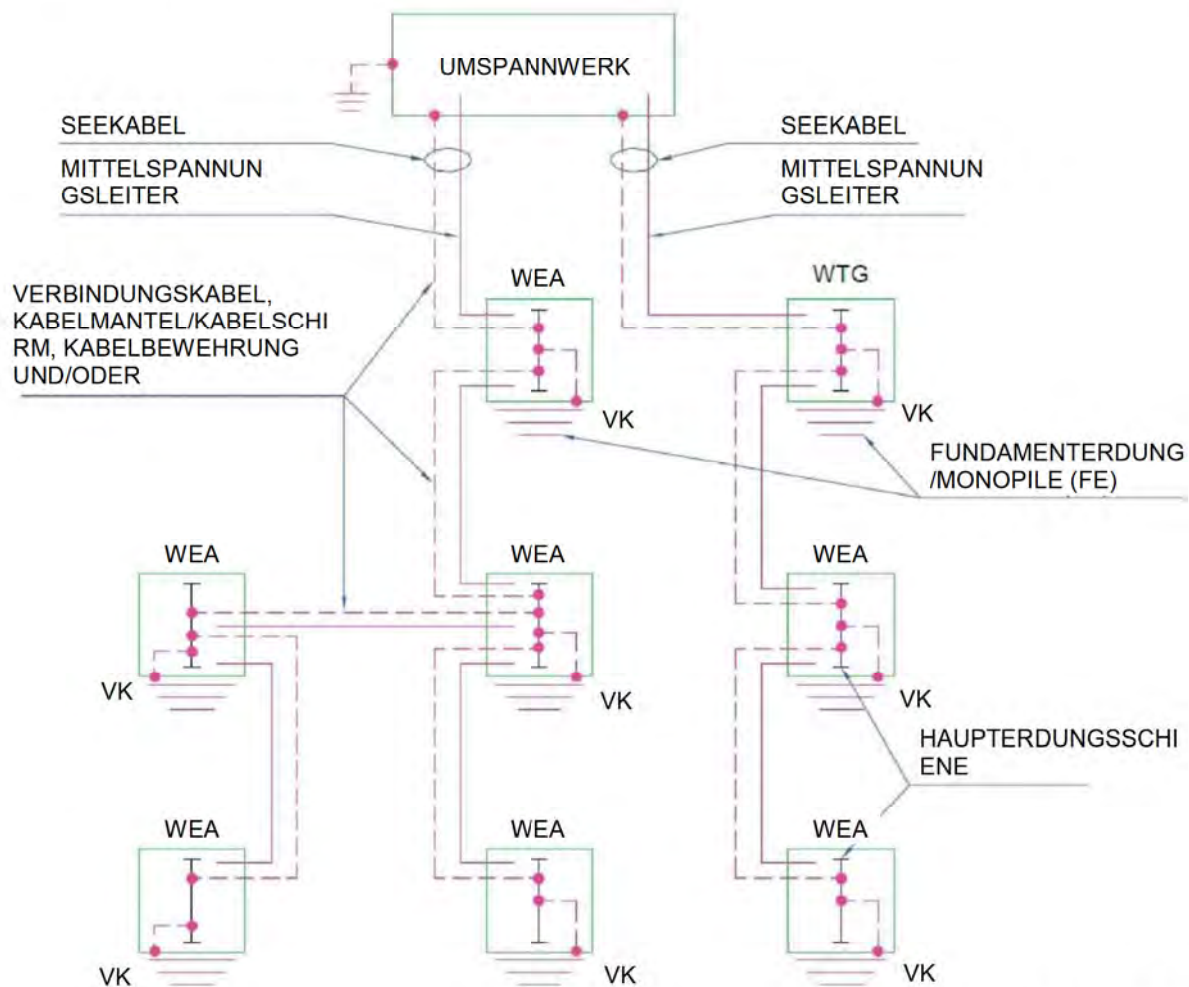 UMSPANNWERK
SEEKABEL
SEEKABEL
MITTELSPANNUN
GSLEITER
MITTELSPANNUN
GSLEITER
WEA
WTG
VERBINDUNGSKABEL,
KABELMANTEL/KABELSCHI
RM, KABELBEWEHRUNG
UND/ODER
VK
VK
FUNDAMENTERDUNG
/MONOPILE (FE)
WEA
WEA
WEA
VK
VK
VK
HAUPTERDUNGSSCHI
ENE
WEA
WEA
WEA
VK
VK
VK